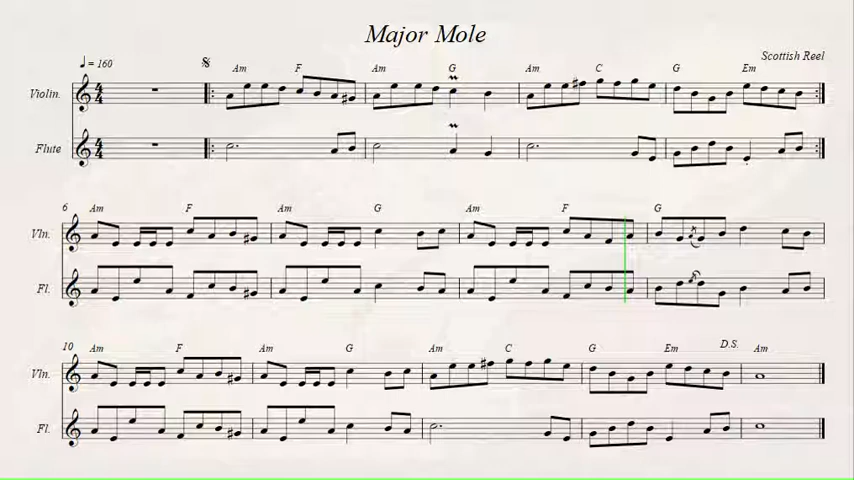 Major Mole
Scottish Reel
= 160
Am F Am G Am C G Em
Violin.
Flute
6 Am F Am G Am F G
Vln.
Fl.
10 Am F Am G Am C G Em D.S. Am
Vln.
Fl.